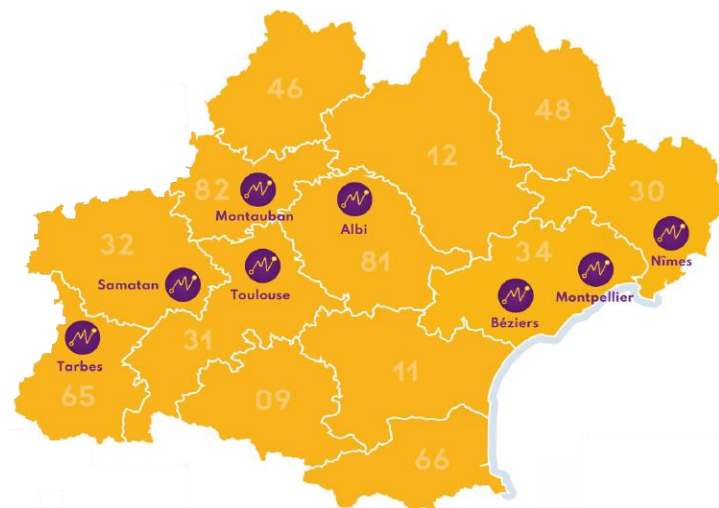 46
48
12
82
30
Montauban
Albi
32
34
81
Nîmes
Samatan
Toulouse
Montpellier
Béziers
31
Tarbes
11
65
09
66